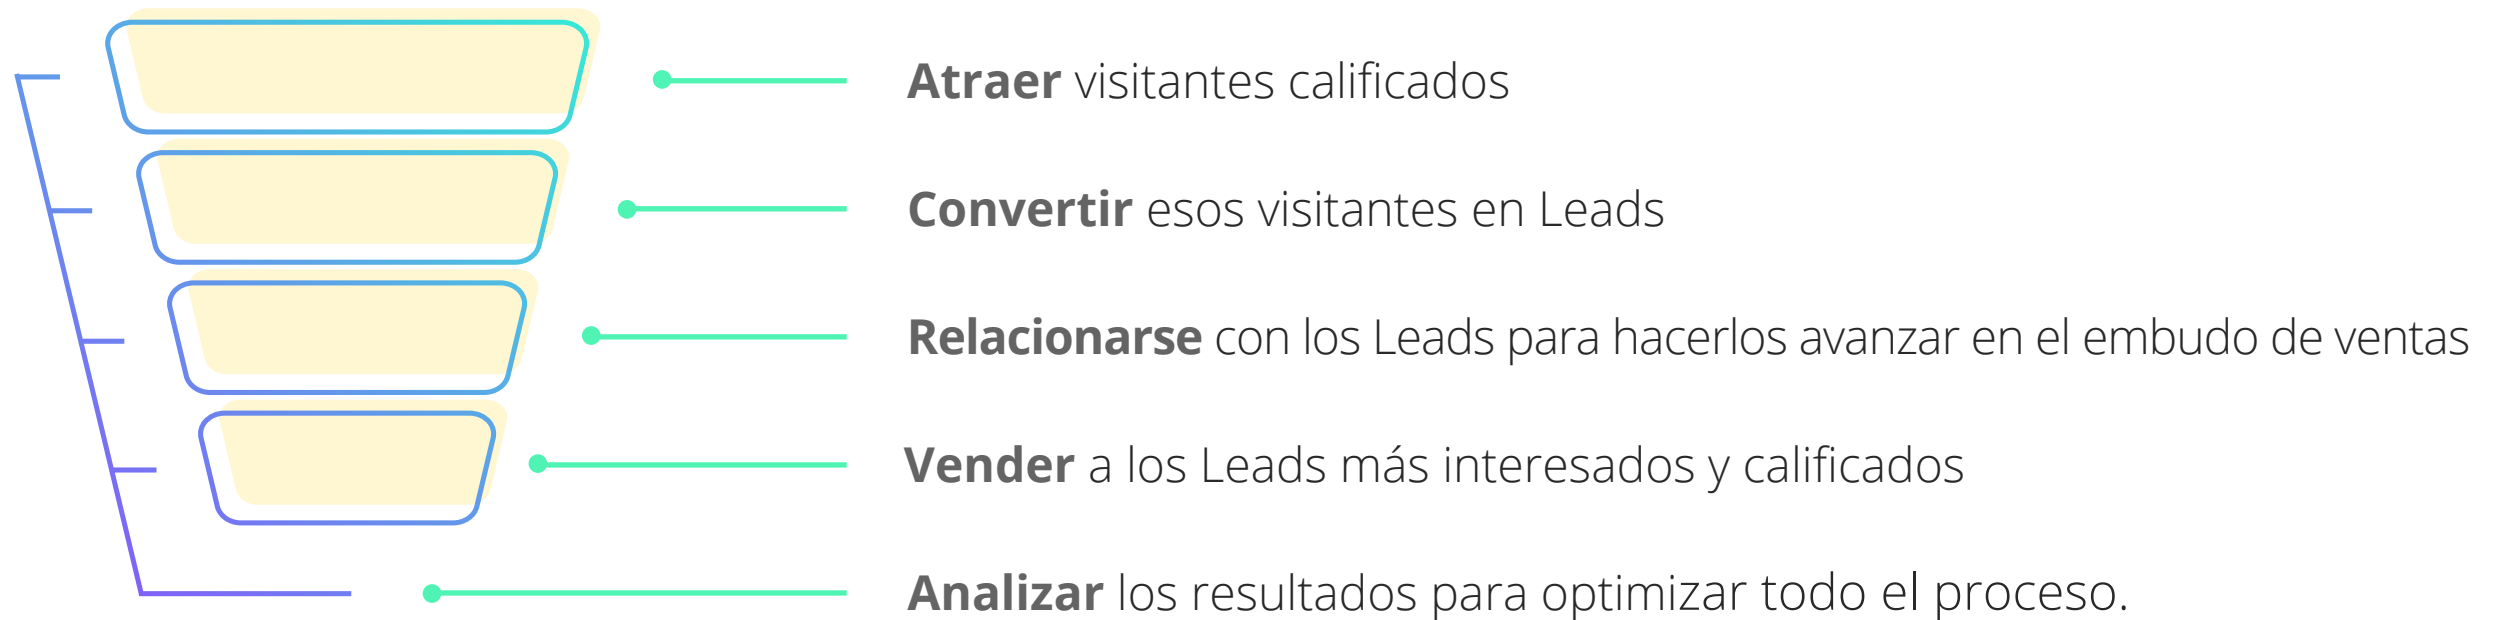 Atraer visitantes calificados
Convertir esos visitantes en Leads
Relacionarse con los Leads para hacerlos avanzar en el embudo de ventas
Vender a los Leads más interesados y calificados
Analizar los resultados para optimizar todo el proceso.